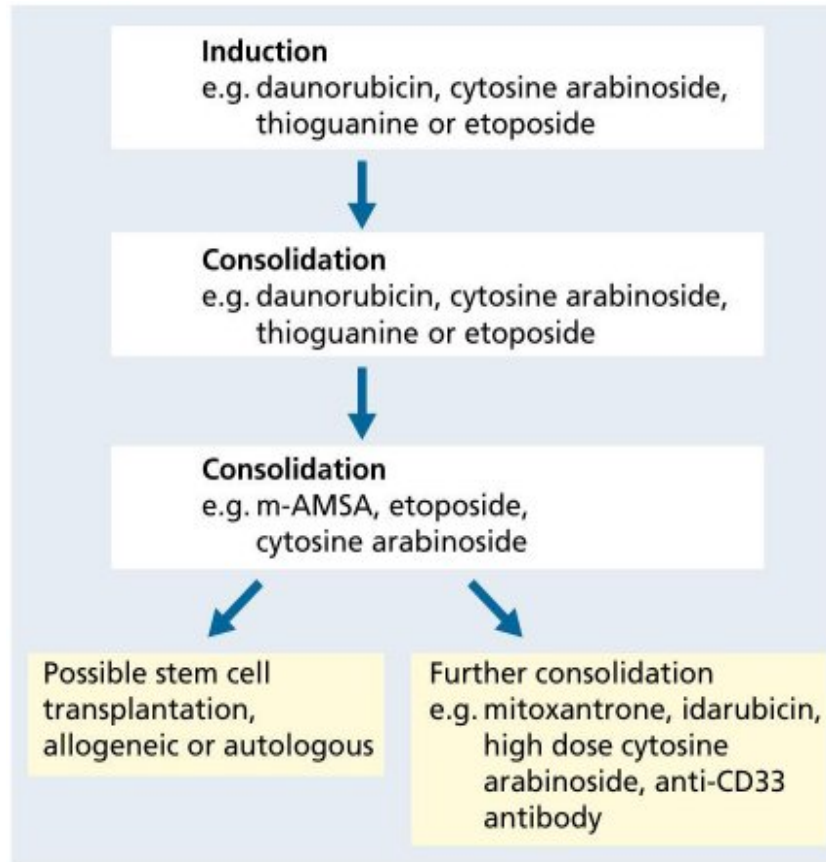 Induction
e.g. daunorubicin, cytosine arabinoside,
thioguanine or etoposide
Consolidation
e.g. daunorubicin, cytosine arabinoside,
thioguanine or etoposide
Consolidation
e.g. m-AMSA, etoposide,
cytosine arabinoside
Possible stem cell
transplantation,
allogeneic or autologous
Further consolidation
e.g. mitoxantrone, idarubicin,
high dose cytosine
arabinoside, anti-CD33
antibody